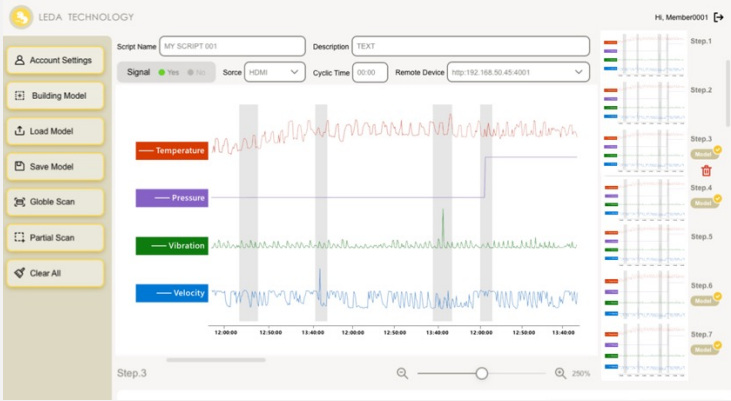 LEDA TECHNOLOGY
Hi, Member0001
Account Settings
Building Model
Load Model
Save Model
Globle Scan
Partial Scan
Clear All
Script Name MY SCRIPT 001 Description TEXT
Signal Yes No Sorce HDMI Cyclic Time 00:00 Remote Device http:192.168.50.45:4001
Temperature
Pressure
Vibration
Velocity
12:00:00 12:50:00 13:40:00 12:00:00 12:50:00 13:40:00 12:00:00 12:50:00 13:40:00
Step.3
250%
Step.1
Step.2
Step.3
Model
Step.4
Model
Step.5
Step.6
Model
Step.7
Model